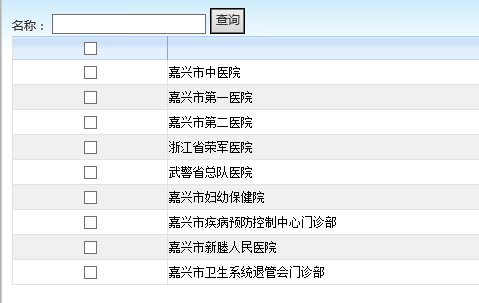 名称： 查询
嘉兴市中医院
嘉兴市第一医院
嘉兴市第二医院
浙江省荣军医院
武警省总队医院
嘉兴市妇幼保健院
嘉兴市疾病预防控制中心门诊部
嘉兴市新塍人民医院
嘉兴市卫生系统退管会门诊部